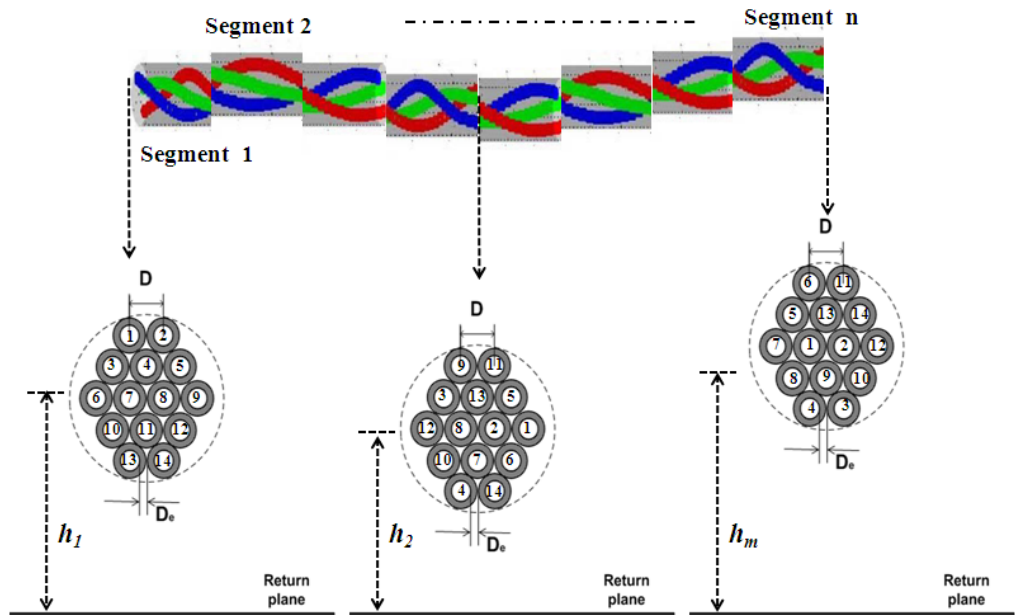 Segment 2
Segment n
Segment 1
D
1 2
3 4 5
6 7 8 9
10 11 12
13 14
De
h1
Return
plane
D
9 11
3 13 5
12 8 2 1
10 7 6
4 14
De
h2
Return
plane
D
6 11
5 13 14
7 1 2 12
8 9 10
4 3
De
hm
Return
plane